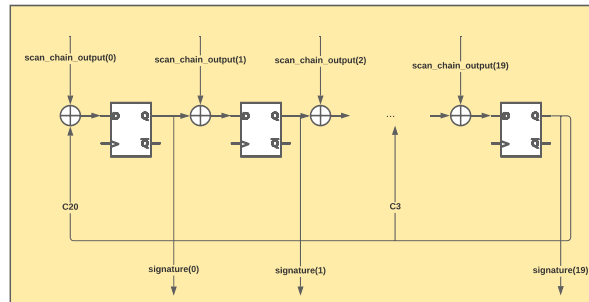 scan_chain_output(0)
scan_chain_output(1)
scan_chain_output(2)
scan_chain_output(19)
D Q
Q
D Q
Q
...
D Q
Q
C20
C3
signature(0)
signature(1)
signature(19)